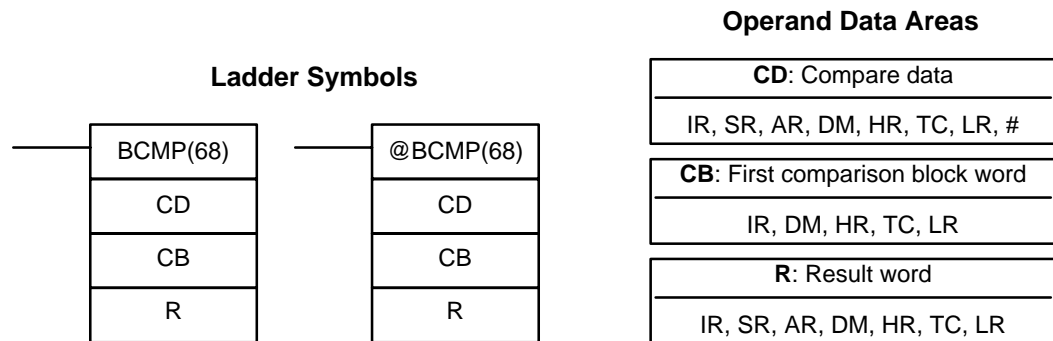 Ladder Symbols
BCMP(68)
CD
CB
R
@BCMP(68)
CD
CB
R
Operand Data Areas
CD: Compare data
IR, SR, AR, DM, HR, TC, LR, #
CB: First comparison block word
IR, DM, HR, TC, LR
R: Result word
IR, SR, AR, DM, HR, TC, LR